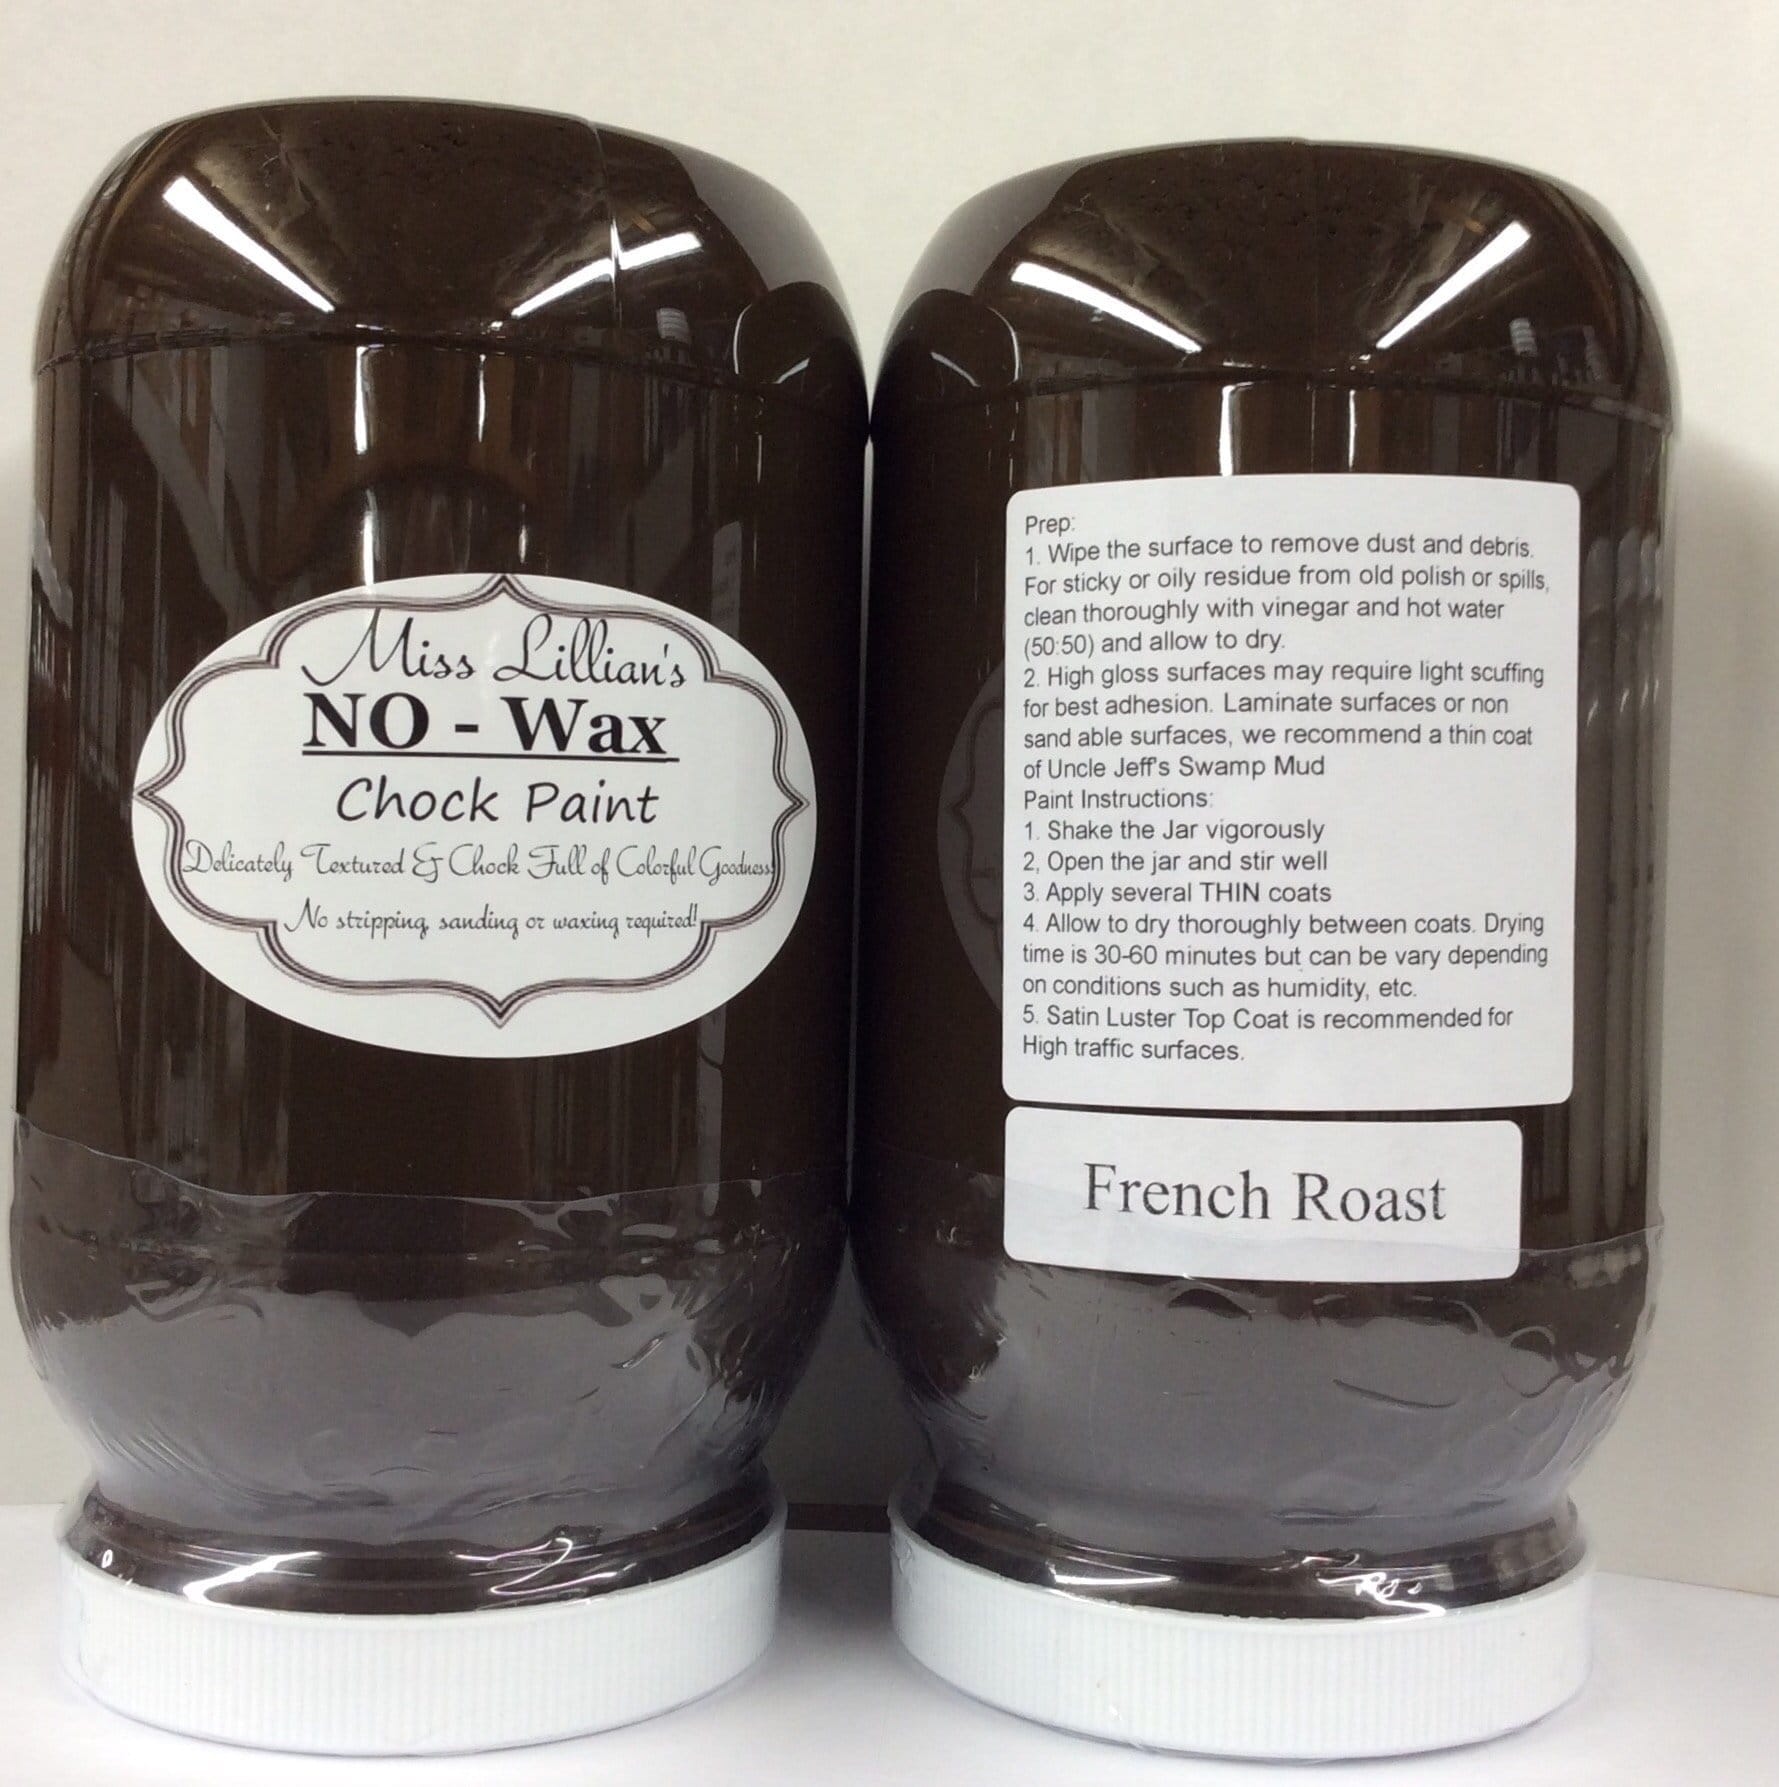 Miss Lillian's
NO - Wax
Chock Paint
Delicately Textured & Chock Full of Colorful Goodness!
No stripping, sanding or waxing required!
Prep:
1. Wipe the surface to remove dust and debris.
For sticky or oily residue from old polish or spills,
clean thoroughly with vinegar and hot water
(50:50) and allow to dry.
2. High gloss surfaces may require light scuffing
for best adhesion. Laminate surfaces or non
sand able surfaces, we recommend a thin coat
of Uncle Jeff's Swamp Mud
Paint Instructions:
1. Shake the Jar vigorously
2, Open the jar and stir well
3. Apply several THIN coats
4. Allow to dry thoroughly between coats. Drying
time is 30-60 minutes but can be vary depending
on conditions such as humidity, etc.
5. Satin Luster Top Coat is recommended for
High traffic surfaces.
French Roast